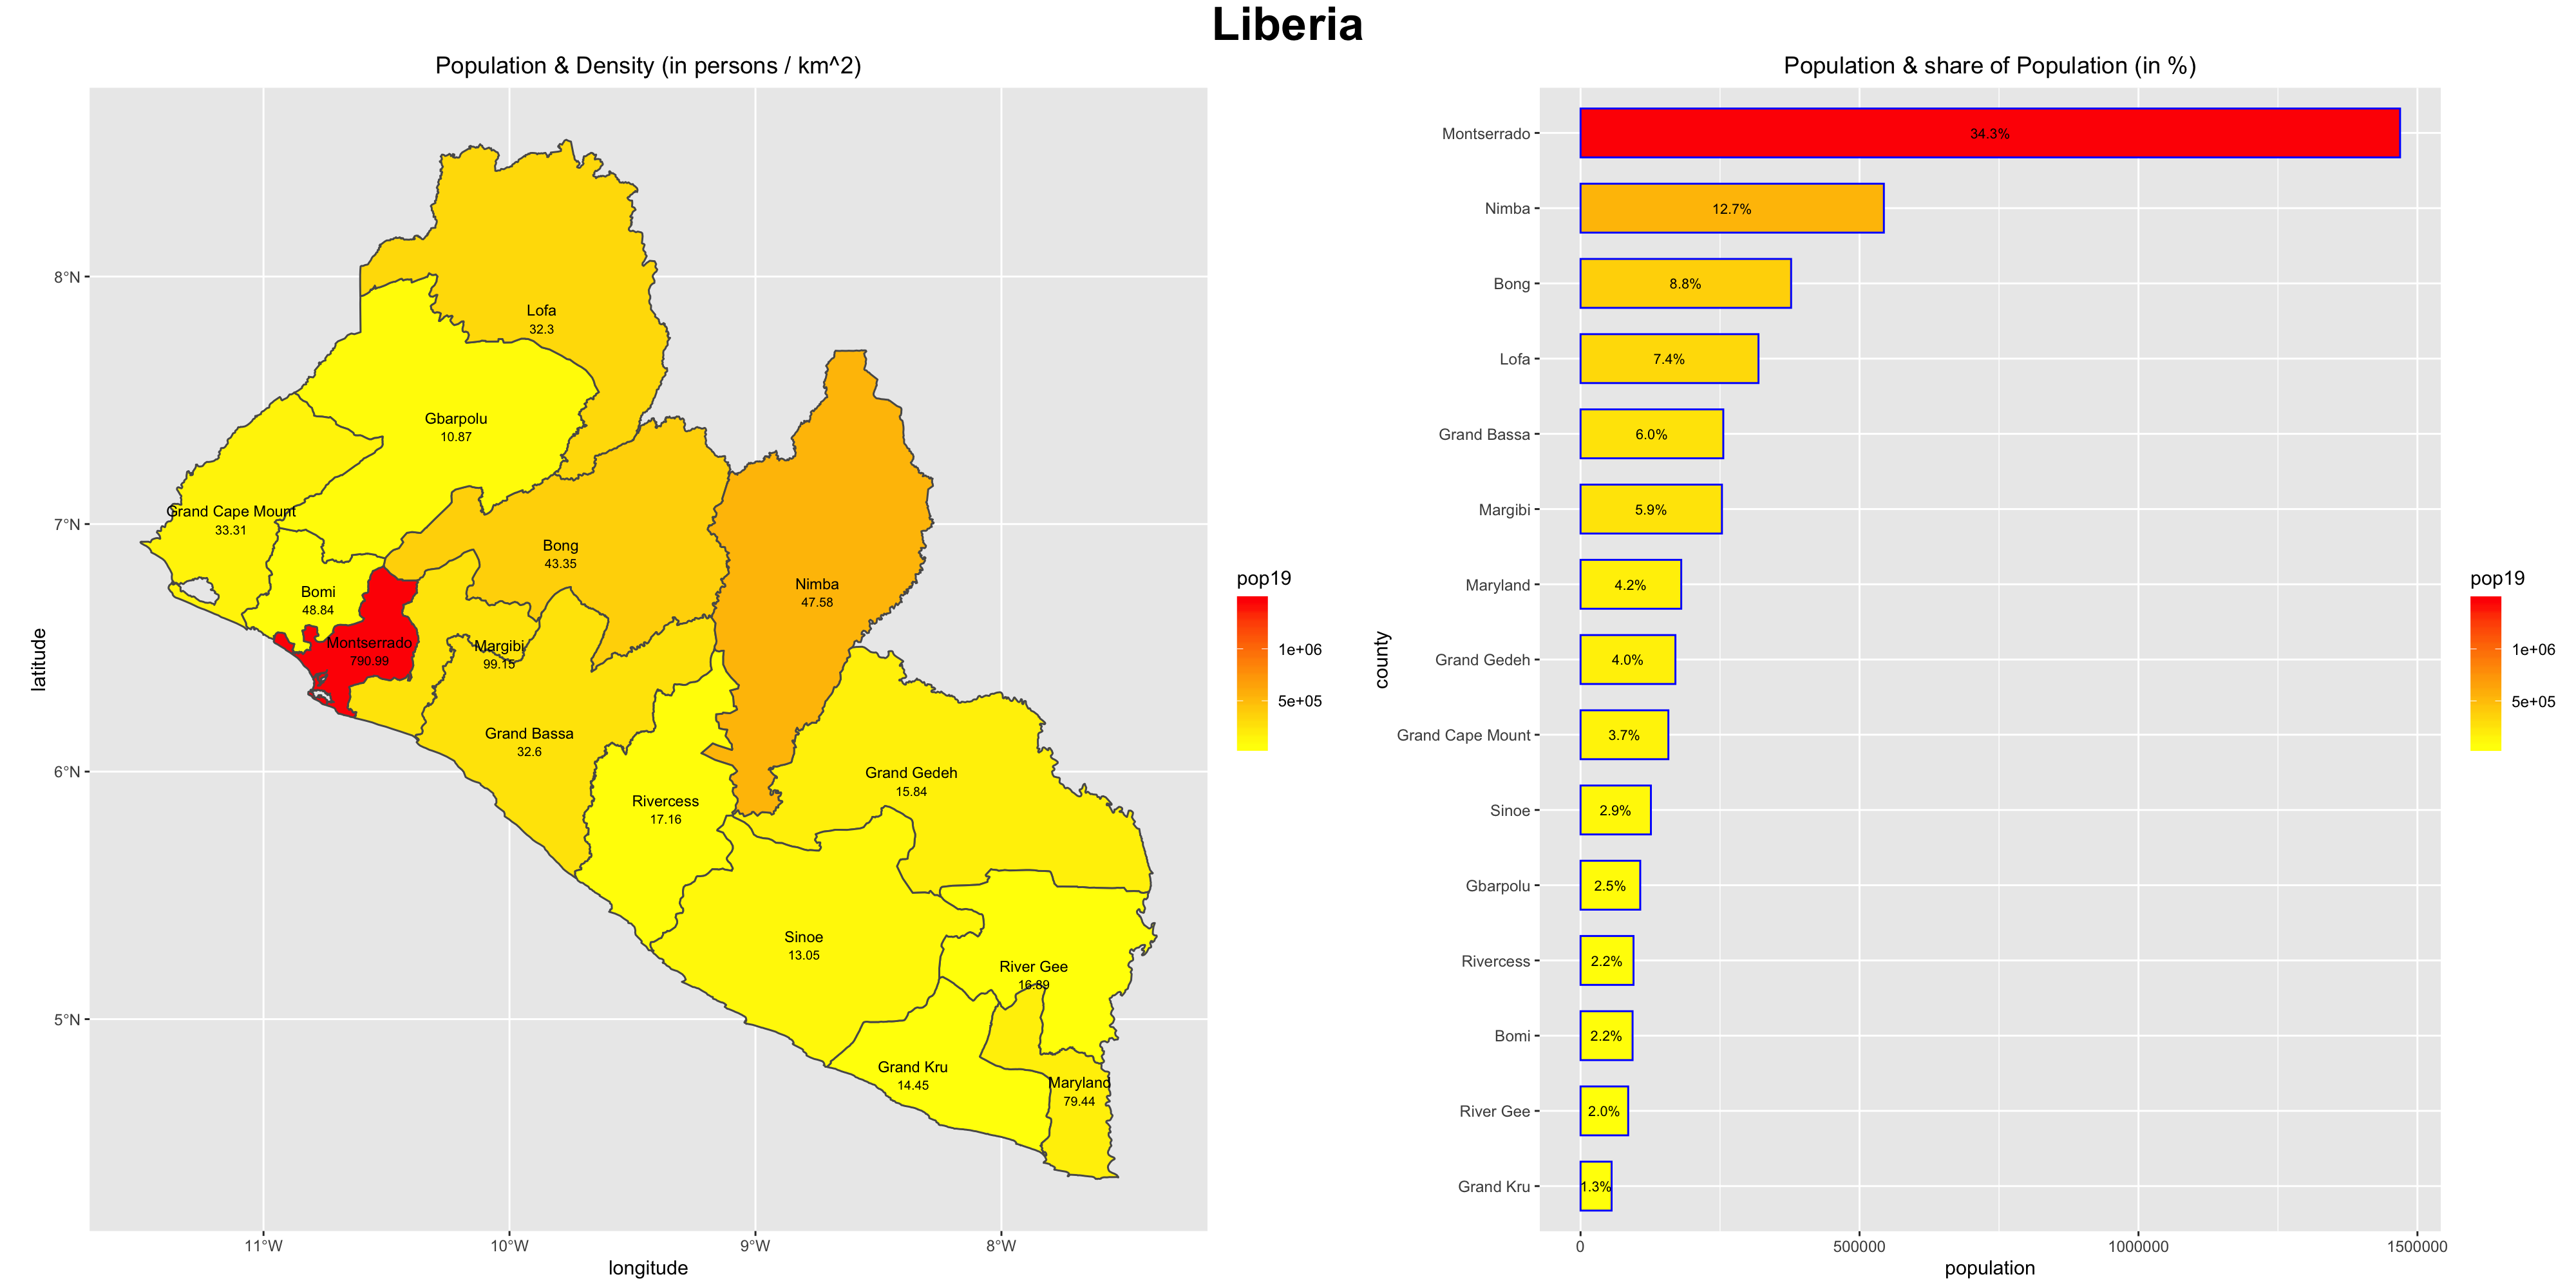 Liberia
Population & Density (in persons / km^2)
latitude
8°N
7°N
6°N
5°N
Lofa
32.3
Gbarpolu
10.87
Grand Cape Mount
33.31
Bong
43.35
Bomi
48.84
Nimba
47.58
Montserrado
790.99
Margibi
99.15
Grand Bassa
32.6
Grand Gedeh
15.84
Rivercess
17.16
Sinoe
13.05
River Gee
16.89
Grand Kru
14.45
Maryland
79.44
11°W 10°W 9°W 8°W
longitude
pop19
1e+06
5e+05
Population & share of Population (in %)
county
Montserrado 34.3%
Nimba 12.7%
Bong 8.8%
Lofa 7.4%
Grand Bassa 6.0%
Margibi 5.9%
Maryland 4.2%
Grand Gedeh 4.0%
Grand Cape Mount 3.7%
Sinoe 2.9%
Gbarpolu 2.5%
Rivercess 2.2%
Bomi 2.2%
River Gee 2.0%
Grand Kru 1.3%
0 500000 1000000 1500000
population
pop19
1e+06
5e+05